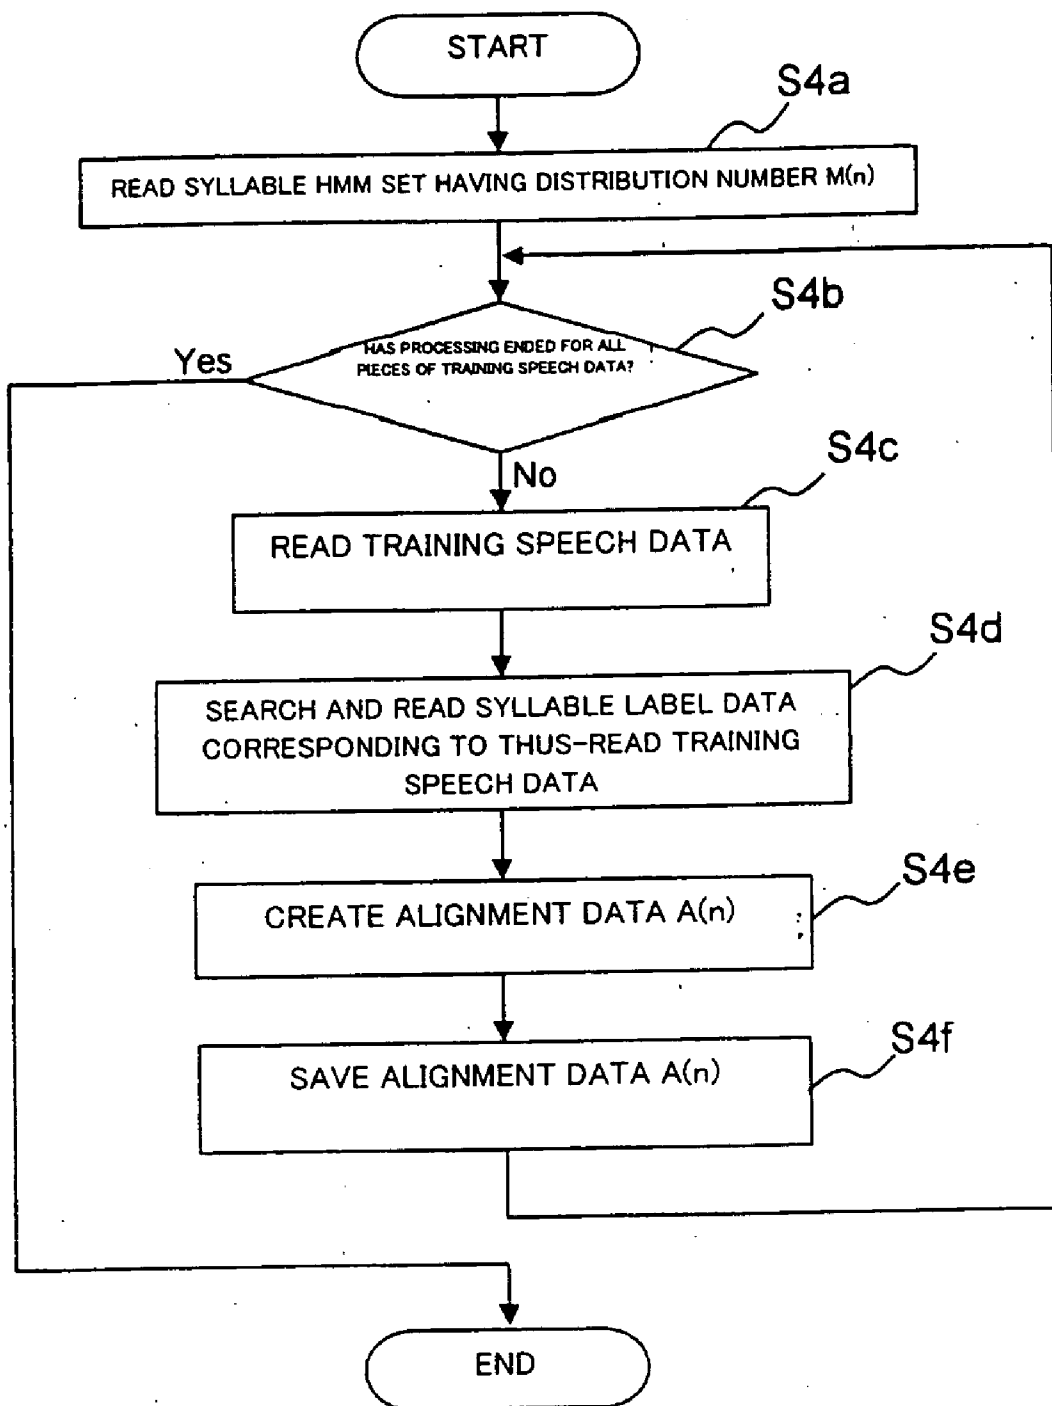 START
S4a
READ SYLLABLE HMM SET HAVING DISTRIBUTION NUMBER M(n)
S4b
HAS PROCESSING ENDED FOR ALL
PIECES OF TRAINING SPEECH DATA?
Yes
No
S4c
READ TRAINING SPEECH DATA
S4d
SEARCH AND READ SYLLABLE LABEL DATA
CORRESPONDING TO THUS-READ TRAINING
SPEECH DATA
S4e
CREATE ALIGNMENT DATA A(n)
S4f
SAVE ALIGNMENT DATA A(n)
END